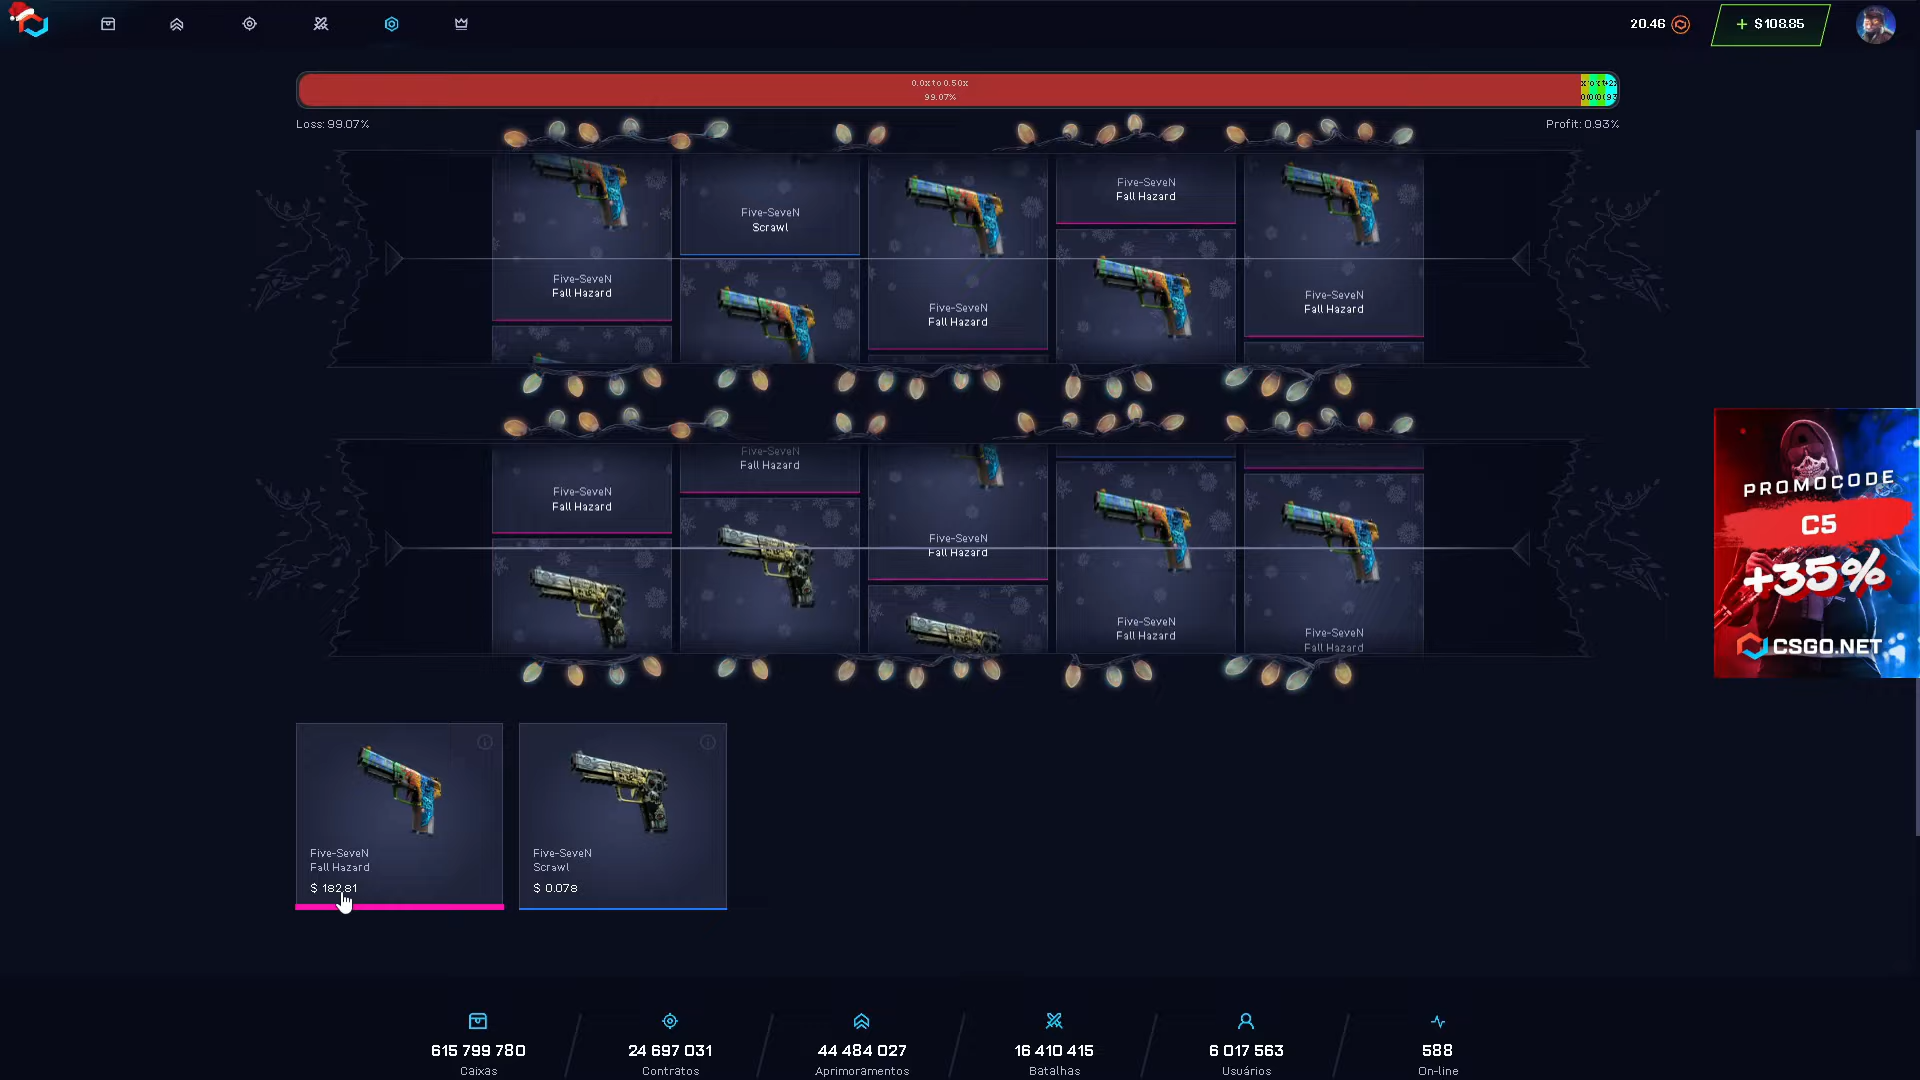 20.46
+ $ 108.85
0.0x to 0.50x
99.07%
Loss: 99.07%
Profit: 0.93%
Five-SeveN
Fall Hazard
Five-SeveN
Scrawl
Five-SeveN
Fall Hazard
Five-SeveN
Fall Hazard
Five-SeveN
Fall Hazard
Five-SeveN
Fall Hazard
Five-SeveN
Fall Hazard
Five-SeveN
Fall Hazard
Five-SeveN
Fall Hazard
Five-SeveN
Fall Hazard
PROMOCODE
C5
+35%
CSGO.NET
Five-SeveN
Fall Hazard
$ 182.81
Five-SeveN
Scrawl
$ 0.078
615 799 780
Caixas
24 697 031
Contratos
44 484 027
Aprimoramentos
16 410 415
Batalhas
6 017 563
Usuários
588
On-line